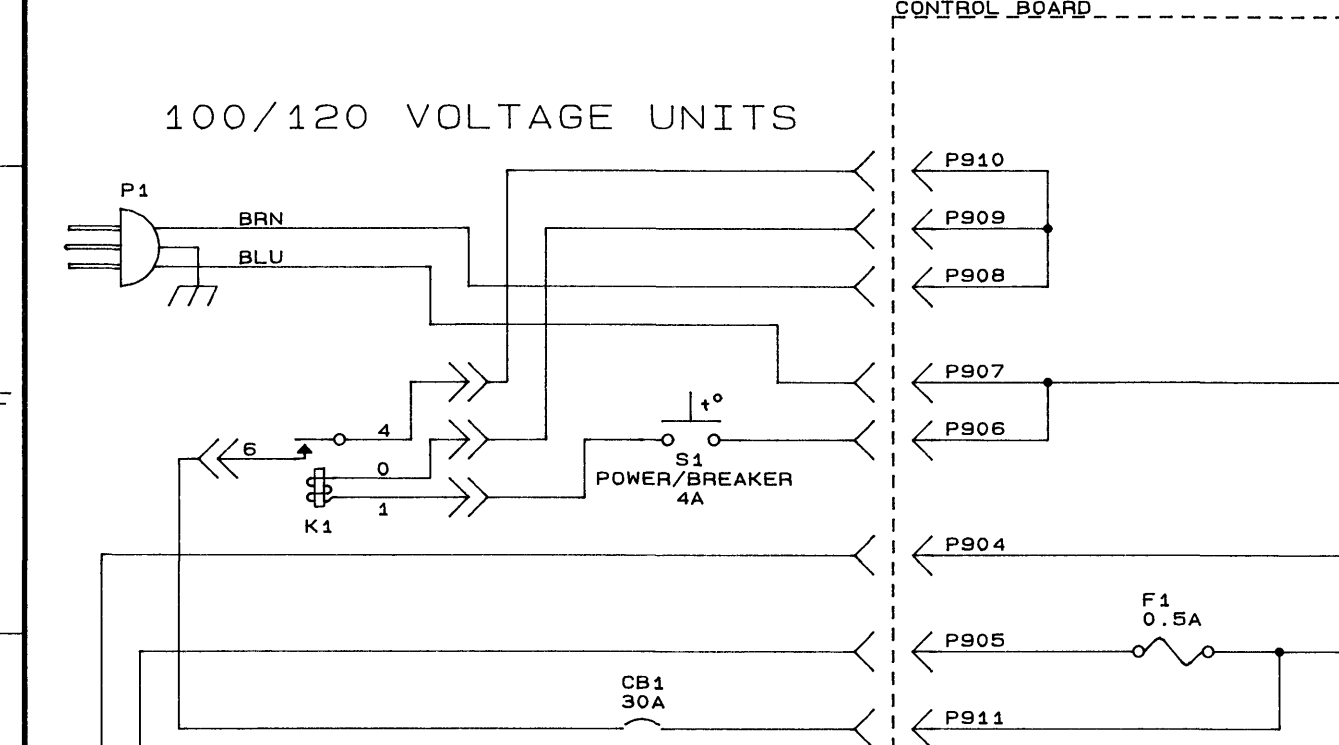 CONTROL BOARD
100/120 VOLTAGE UNITS
P910
P1
BRN
P909
BLU
P908
P907
t°
4
P906
6
S1
0
POWER/BREAKER
4A
1
K1
P904
F1
0.5A
P905
CB1
30A
P911